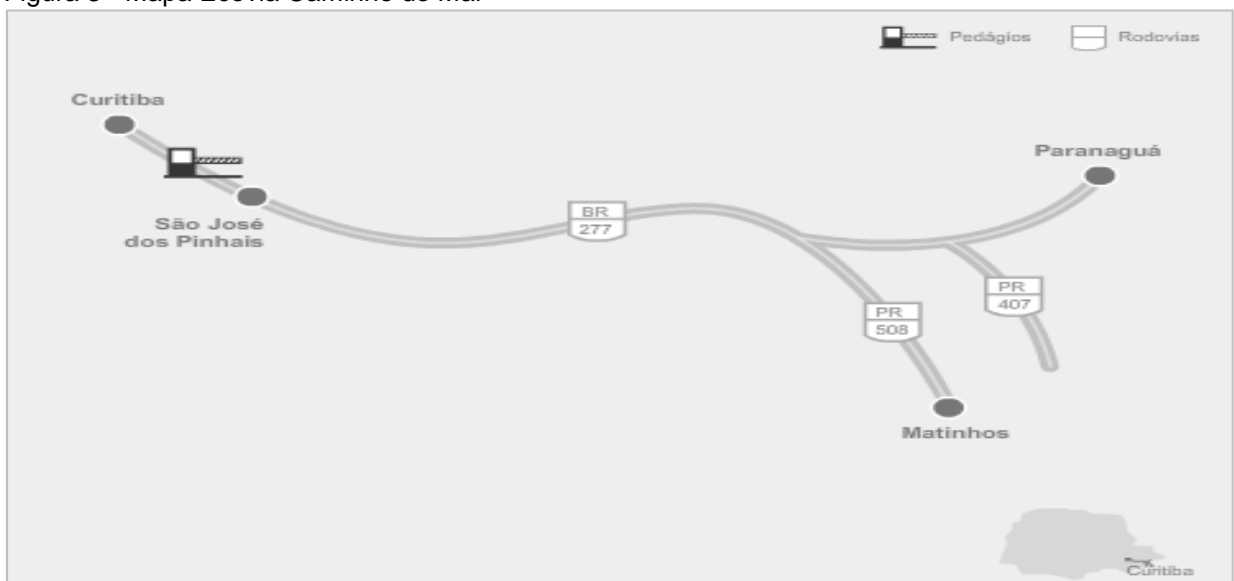 Pedágios
Rodovias
Curitiba
Paranaguá
São José
dos Pinhais
BR
277
PR
407
PR
508
Matinhos
Curitiba